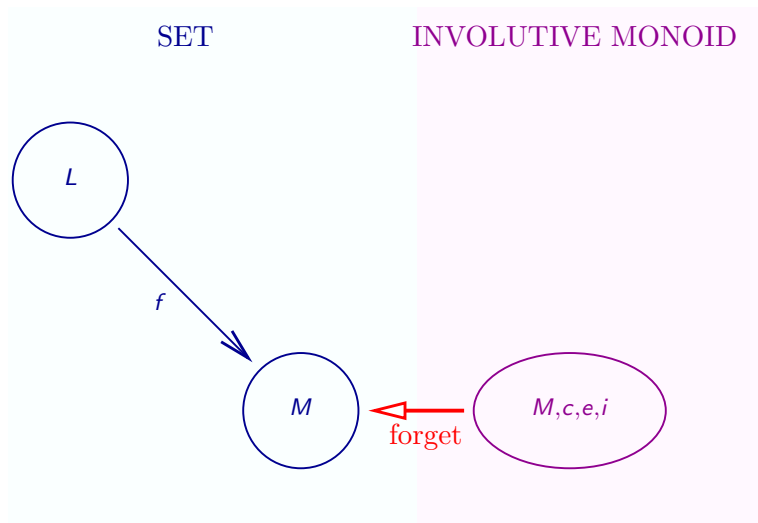 SET
INVOLUTIVE MONOID
L
f
M
M,c,e,i
forget